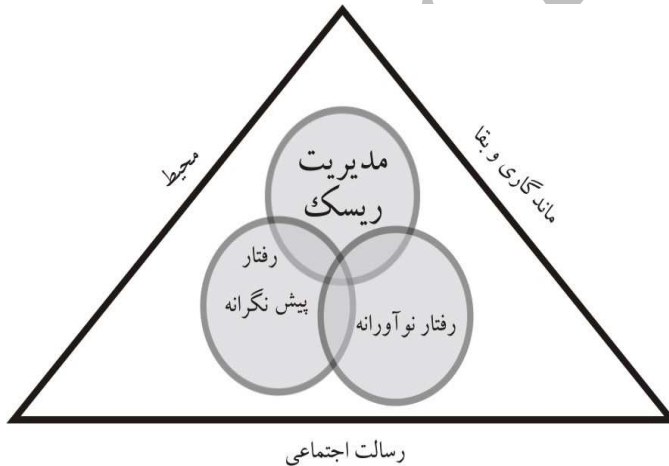 محیط
ماندگاری و بقا
مدیریت
ریسک
رفتار
پیش نگرانه
رفتار نوآورانه
رسالت اجتماعی